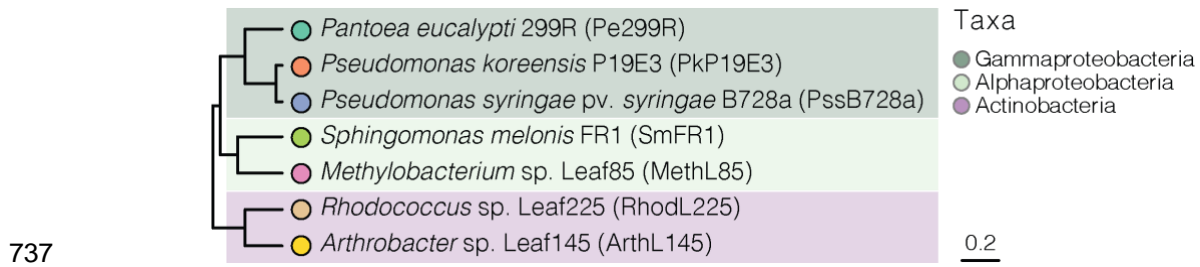 Pantoea eucalypti 299R (Pe299R)
Pseudomonas koreensis P19E3 (PkP19E3)
Pseudomonas syringae pv. syringae B728a (PssB728a)
Sphingomonas melonis FR1 (SmFR1)
Methylobacterium sp. Leaf85 (MethL85)
Rhodococcus sp. Leaf225 (RhodL225)
Arthrobacter sp. Leaf145 (ArthL145)
Taxa
Gammaproteobacteria
Alphaproteobacteria
Actinobacteria
0.2
737